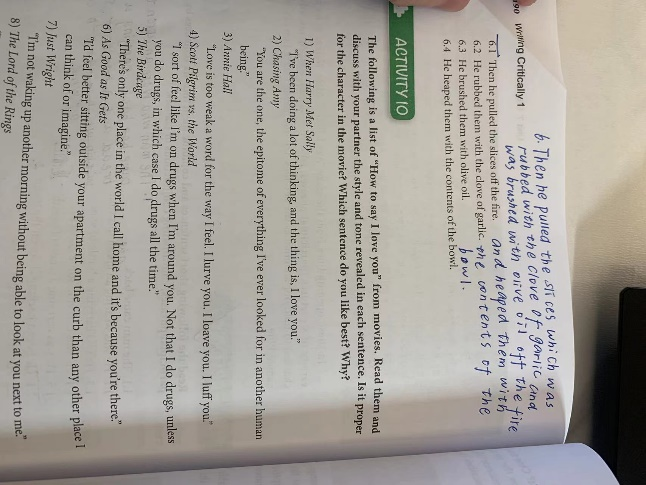 190 Writing Critically 1
6. Then he pulled the slices which was
rubbed with the clove of garlic and
was brushed with olive oil off the fire
and heaped them with
the contents of the
bowl.
6.1 Then he pulled the slices off the fire.
6.2 He rubbed them with the clove of garlic.
6.3 He brushed them with olive oil.
6.4 He heaped them with the contents of the bowl.
ACTIVITY 10
The following is a list of "How to say I love you" from movies. Read them and
discuss with your partner the style and tone revealed in each sentence. Is it proper
for the character in the movie? Which sentence do you like best? Why?
1) When Harry Met Sally
"I've been doing a lot of thinking, and the thing is, I love you."
2) Chasing Amy
"You are the one, the epitome of everything I've ever looked for in another human
being."
3) Annie Hall
"Love is too weak a word for the way I feel. I lurve you. I loave you. I luff you."
4) Scott Pilgrim vs. the World
"I sort of feel like I'm on drugs when I'm around you. Not that I do drugs, unless
you do drugs, in which case I do drugs all the time."
5) The Birdcage
"There's only one place in the world I call home and it's because you're there."
6) As Good as It Gets
"I'd feel better sitting outside your apartment on the curb than any other place I
can think of or imagine."
7) Just Wright
"I'm not waking up another morning without being able to look at you next to me."
8) The Lord of the Rings